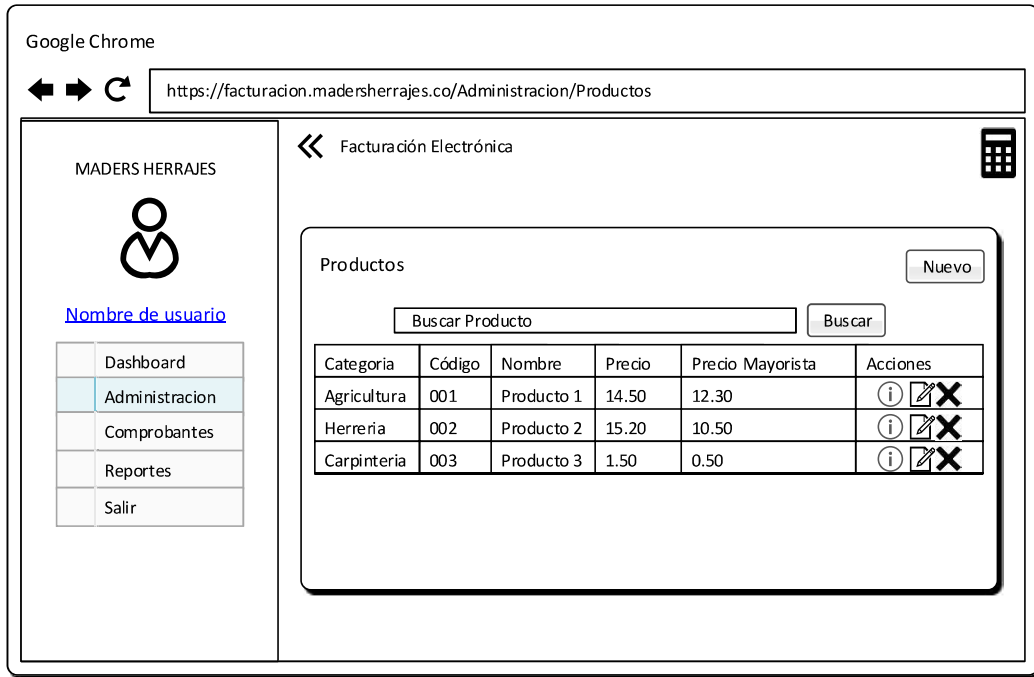 Google Chrome
https://facturacion.madersherrajes.co/Administracion/Productos
MADERS HERRAJES
Nombre de usuario
Dashboard
Administracion
Comprobantes
Reportes
Salir
Facturación Electrónica
Productos
Nuevo
Buscar Producto
Buscar
Categoria Código Nombre Precio Precio Mayorista Acciones
Agricultura 001 Producto 1 14.50 12.30
Herreria 002 Producto 2 15.20 10.50
Carpinteria 003 Producto 3 1.50 0.50